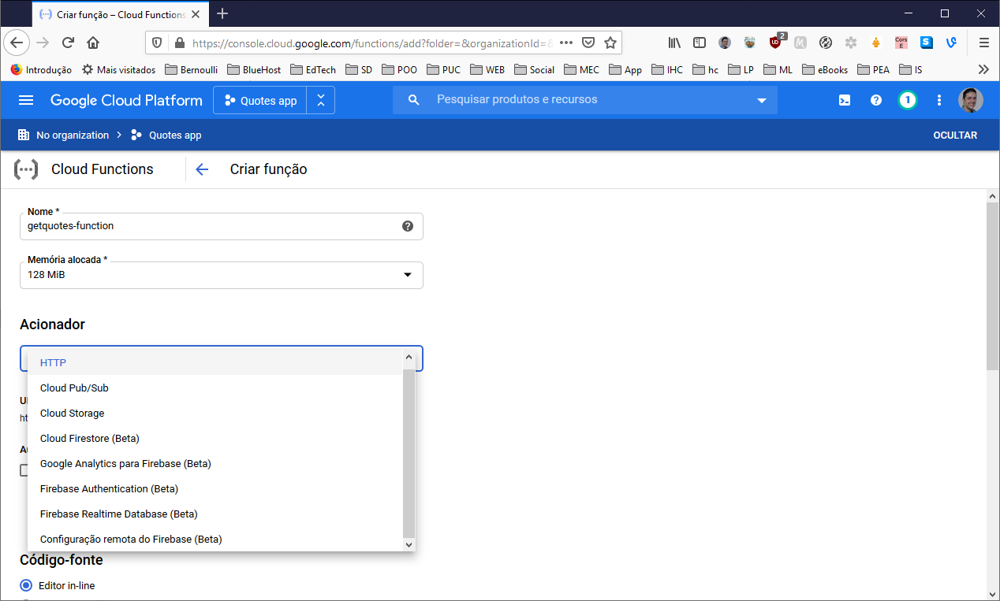 Criar função – Cloud Functions
https://console.cloud.google.com/functions/add?folder=&organizationId=&
2
Cors E
Introdução Mais visitados Bernoulli BlueHost EdTech SD POO PUC WEB Social MEC App IHC hc LP ML eBooks PEA IS
Google Cloud Platform Quotes app Pesquisar produtos e recursos 1
No organization Quotes app OCULTAR
Cloud Functions Criar função
Nome *
getquotes-function
Memória alocada *
128 MiB
Acionador
HTTP
Cloud Pub/Sub
Cloud Storage
Cloud Firestore (Beta)
Google Analytics para Firebase (Beta)
Firebase Authentication (Beta)
Firebase Realtime Database (Beta)
Configuração remota do Firebase (Beta)
Código-fonte
Editor in-line